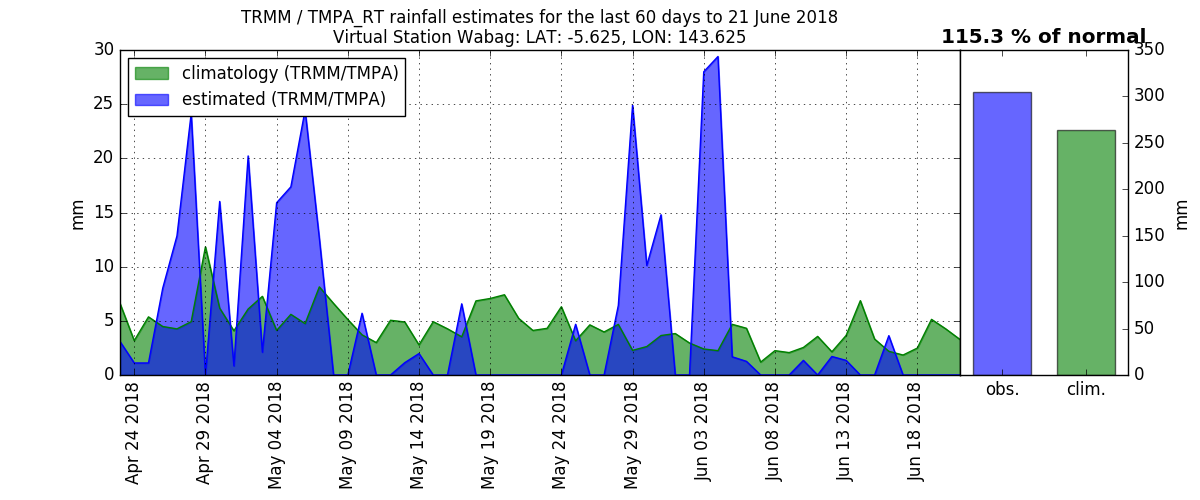 TRMM / TMPA_RT rainfall estimates for the last 60 days to 21 June 2018
Virtual Station Wabag: LAT: -5.625, LON: 143.625
115.3 % of normal
climatology (TRMM/TMPA)
estimated (TRMM/TMPA)
30
25
20
15
10
5
0
mm
Apr 24 2018
Apr 29 2018
May 04 2018
May 09 2018
May 14 2018
May 19 2018
May 24 2018
May 29 2018
Jun 03 2018
Jun 08 2018
Jun 13 2018
Jun 18 2018
obs.
clim.
350
300
250
200
150
100
50
0
mm